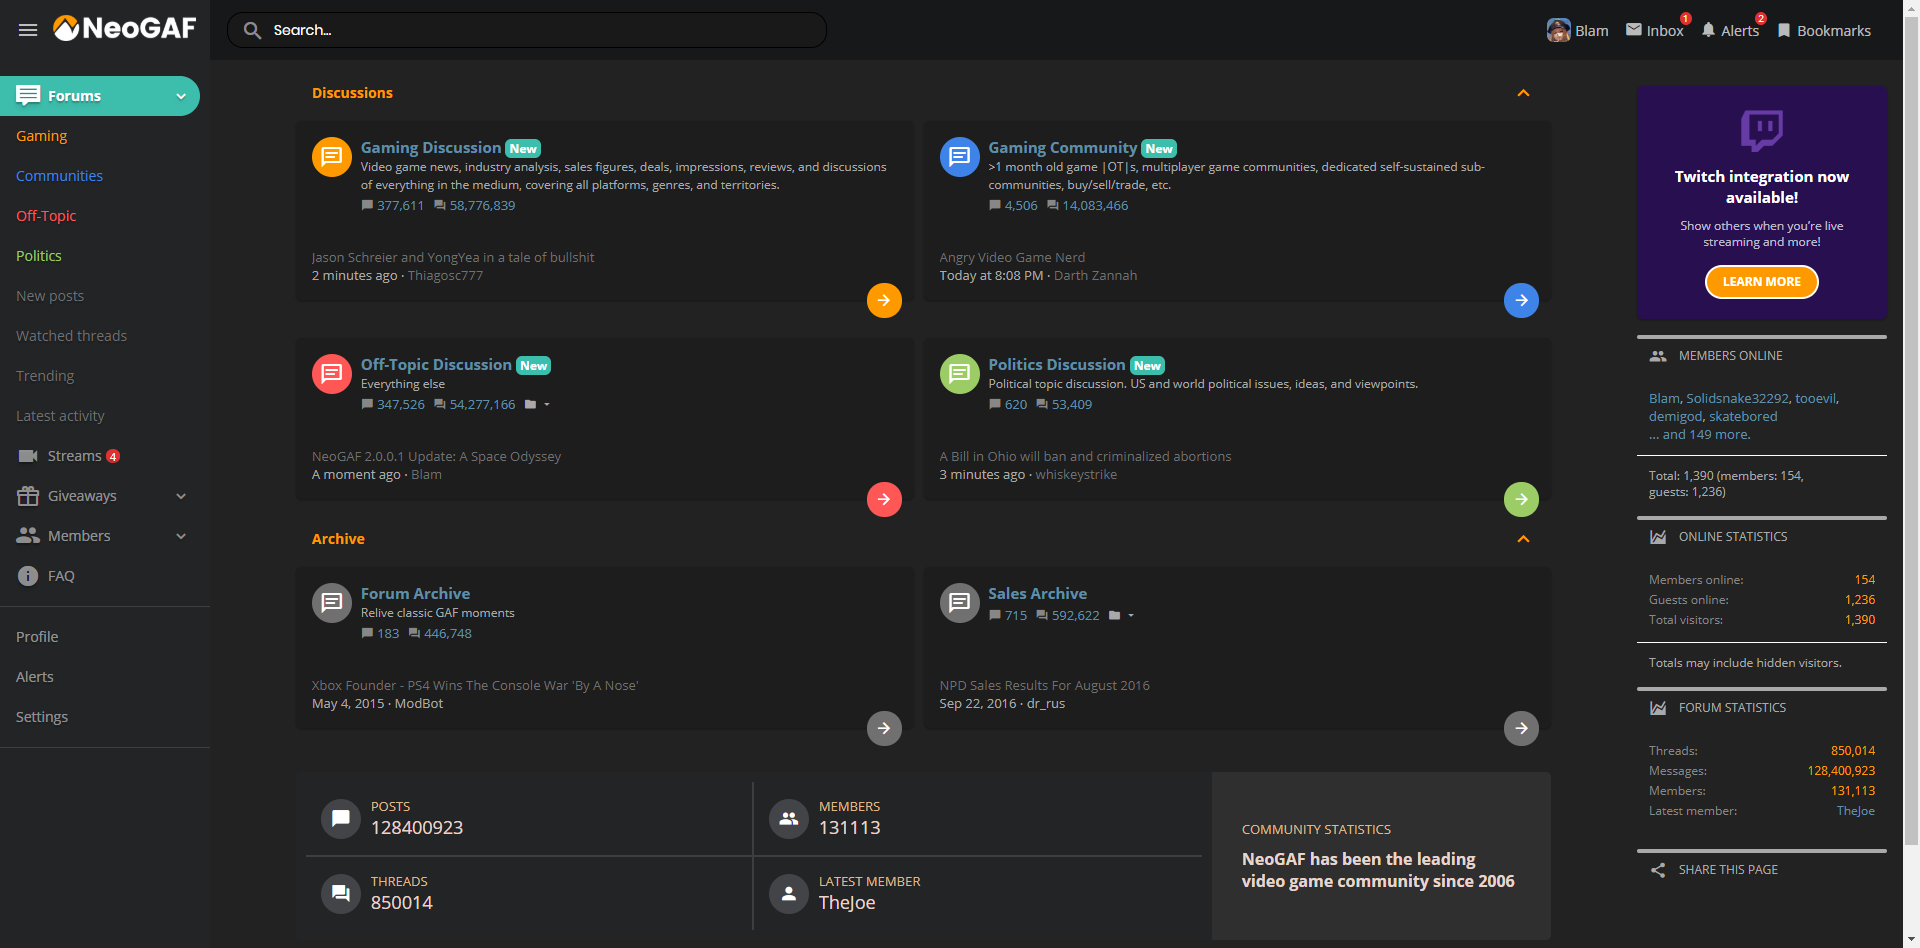 NeoGAF
Search...
Blam
Inbox
1
Alerts
2
Bookmarks
Forums
Gaming
Communities
Off-Topic
Politics
New posts
Watched threads
Trending
Latest activity
Streams 4
Giveaways
Members
FAQ
Profile
Alerts
Settings
Discussions
Gaming Discussion New
Video game news, industry analysis, sales figures, deals, impressions, reviews, and discussions
of everything in the medium, covering all platforms, genres, and territories.
377,611 58,776,839
Jason Schreier and YongYea in a tale of bullshit
2 minutes ago · Thiagosc777
Gaming Community New
>1 month old game |OT|s, multiplayer game communities, dedicated self-sustained sub-
communities, buy/sell/trade, etc.
4,506 14,083,466
Angry Video Game Nerd
Today at 8:08 PM · Darth Zannah
Off-Topic Discussion New
Everything else
347,526 54,277,166
NeoGAF 2.0.0.1 Update: A Space Odyssey
A moment ago · Blam
Politics Discussion New
Political topic discussion. US and world political issues, ideas, and viewpoints.
620 53,409
A Bill in Ohio will ban and criminalized abortions
3 minutes ago · whiskeystrike
Archive
Forum Archive
Relive classic GAF moments
183 446,748
Xbox Founder - PS4 Wins The Console War 'By A Nose'
May 4, 2015 · ModBot
Sales Archive
715 592,622
NPD Sales Results For August 2016
Sep 22, 2016 · dr_rus
POSTS
128400923
MEMBERS
131113
THREADS
850014
LATEST MEMBER
TheJoe
COMMUNITY STATISTICS
NeoGAF has been the leading
video game community since 2006
Twitch integration now
available!
Show others when you're live
streaming and more!
LEARN MORE
MEMBERS ONLINE
Blam, Solidsnake32292, tooevil,
demigod, skatebored
... and 149 more.
Total: 1,390 (members: 154,
guests: 1,236)
ONLINE STATISTICS
Members online: 154
Guests online: 1,236
Total visitors: 1,390
Totals may include hidden visitors.
FORUM STATISTICS
Threads: 850,014
Messages: 128,400,923
Members: 131,113
Latest member: TheJoe
SHARE THIS PAGE